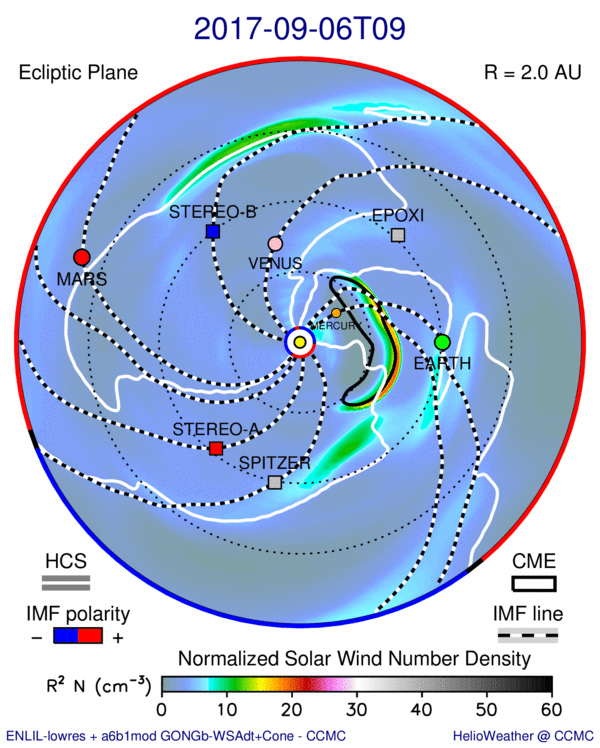 2017-09-06T09
Ecliptic Plane
R = 2.0 AU
STEREO-B
EPOXI
VENUS
MARS
MERCURY
EARTH
STEREO-A
SPITZER
HCS
CME
IMF polarity
IMF line
− +
Normalized Solar Wind Number Density
R² N (cm⁻³)
0 10 20 30 40 50 60
ENLIL-lowres + a6b1mod GONGb-WSAdt+Cone - CCMC
HelioWeather @ CCMC